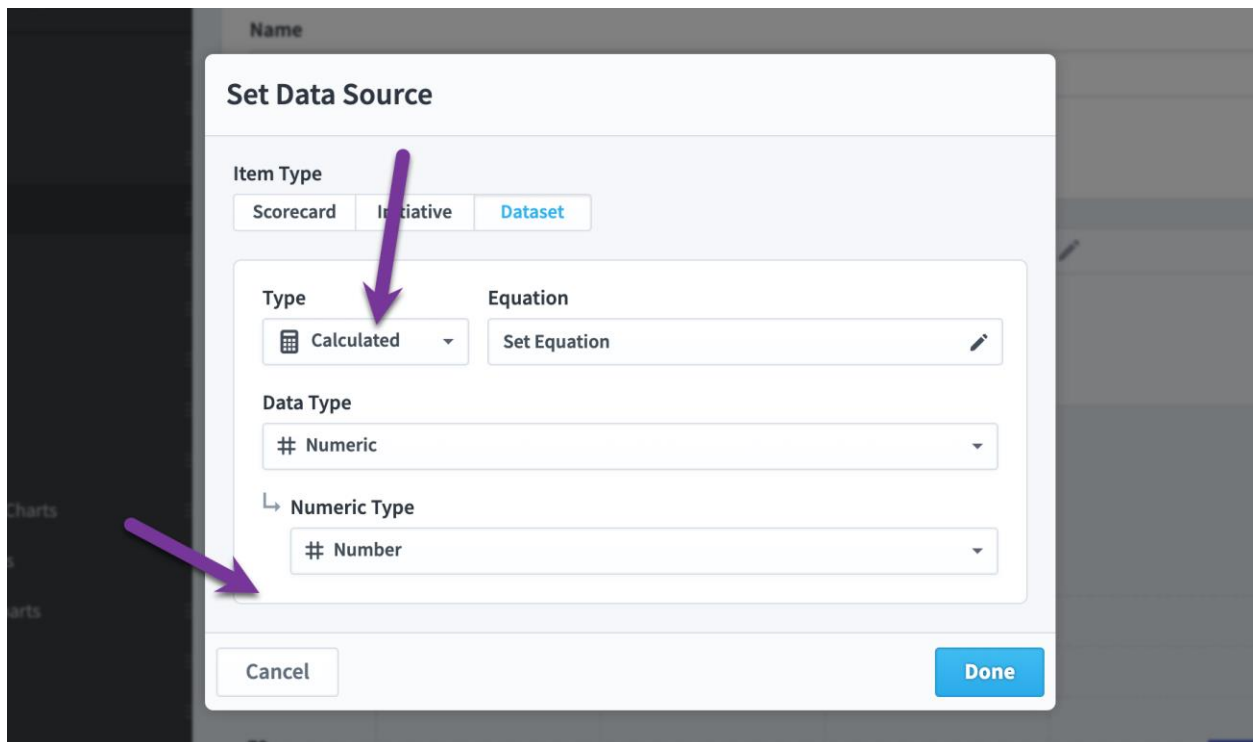 Name
Set Data Source
Item Type
Scorecard Initiative Dataset
Type Equation
Calculated Set Equation
Data Type
# Numeric
Numeric Type
# Number
Charts
s
arts
Cancel Done